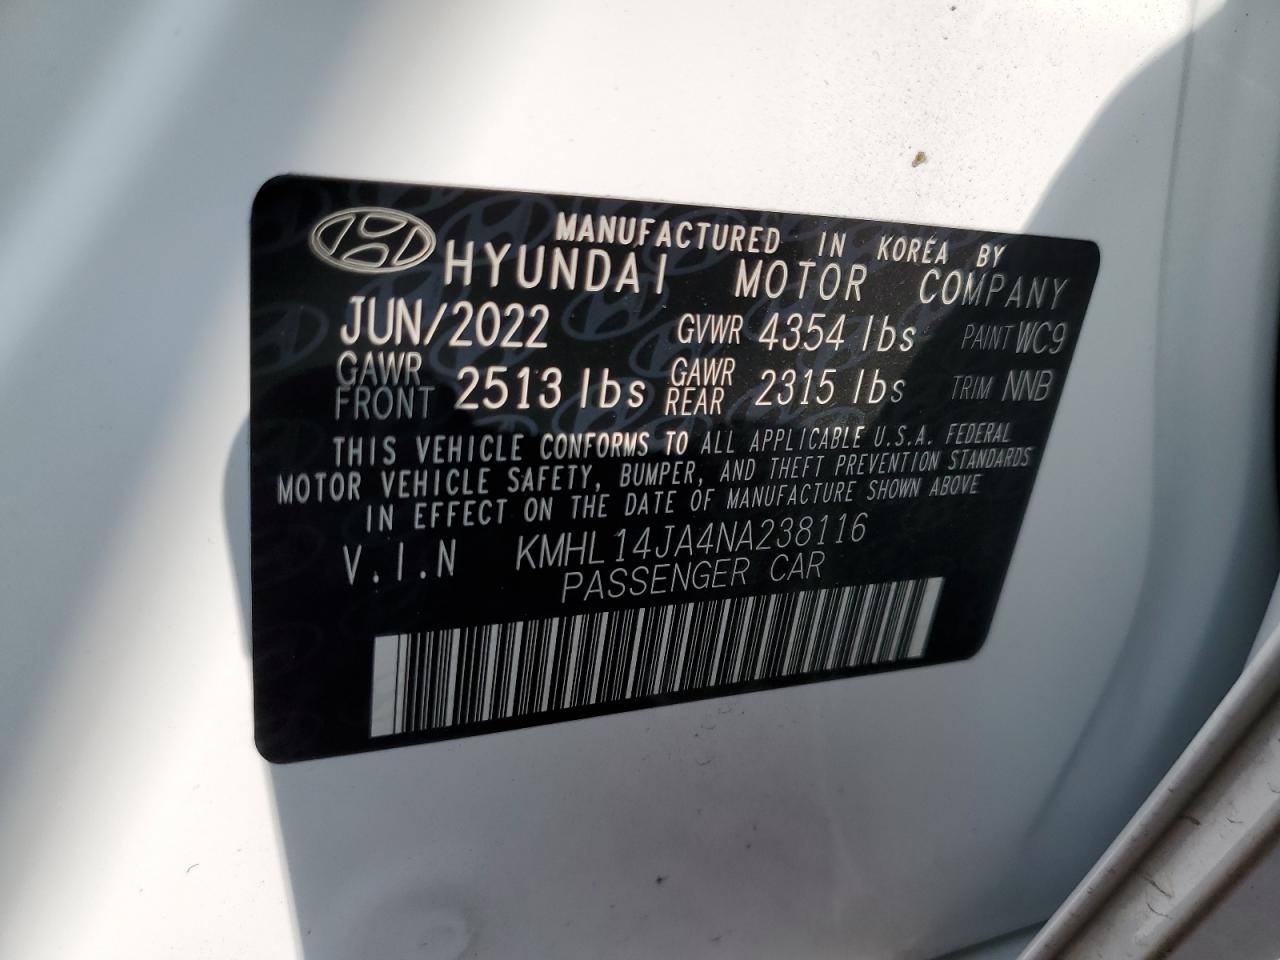 MANUFACTURED IN KOREA BY
HYUNDAI MOTOR COMPANY
JUN/2022 GVWR 4354 lbs PAINT WC9
GAWR FRONT 2513 lbs GAWR REAR 2315 lbs TRIM NNB
THIS VEHICLE CONFORMS TO ALL APPLICABLE U.S.A. FEDERAL
MOTOR VEHICLE SAFETY, BUMPER, AND THEFT PREVENTION STANDARDS
IN EFFECT ON THE DATE OF MANUFACTURE SHOWN ABOVE
V.I.N KMHL14JA4NA238116
PASSENGER CAR